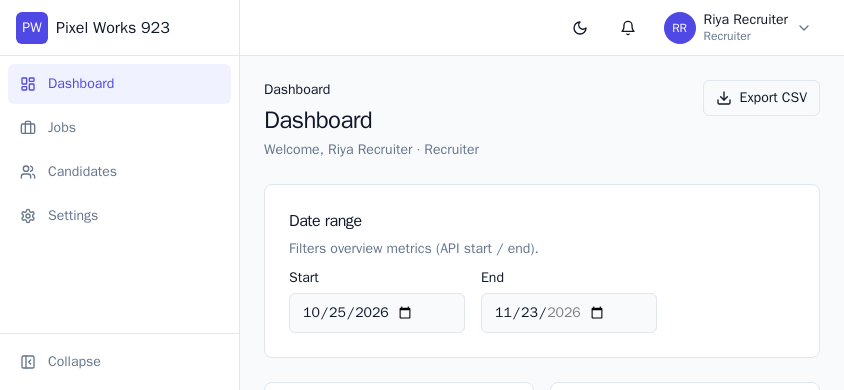 PW Pixel Works 923
RR Riya Recruiter
Recruiter
Dashboard
Jobs
Candidates
Settings
Collapse
Dashboard
Dashboard
Welcome, Riya Recruiter · Recruiter
Export CSV
Date range
Filters overview metrics (API start / end).
Start End
10/25/2026 11/23/2026